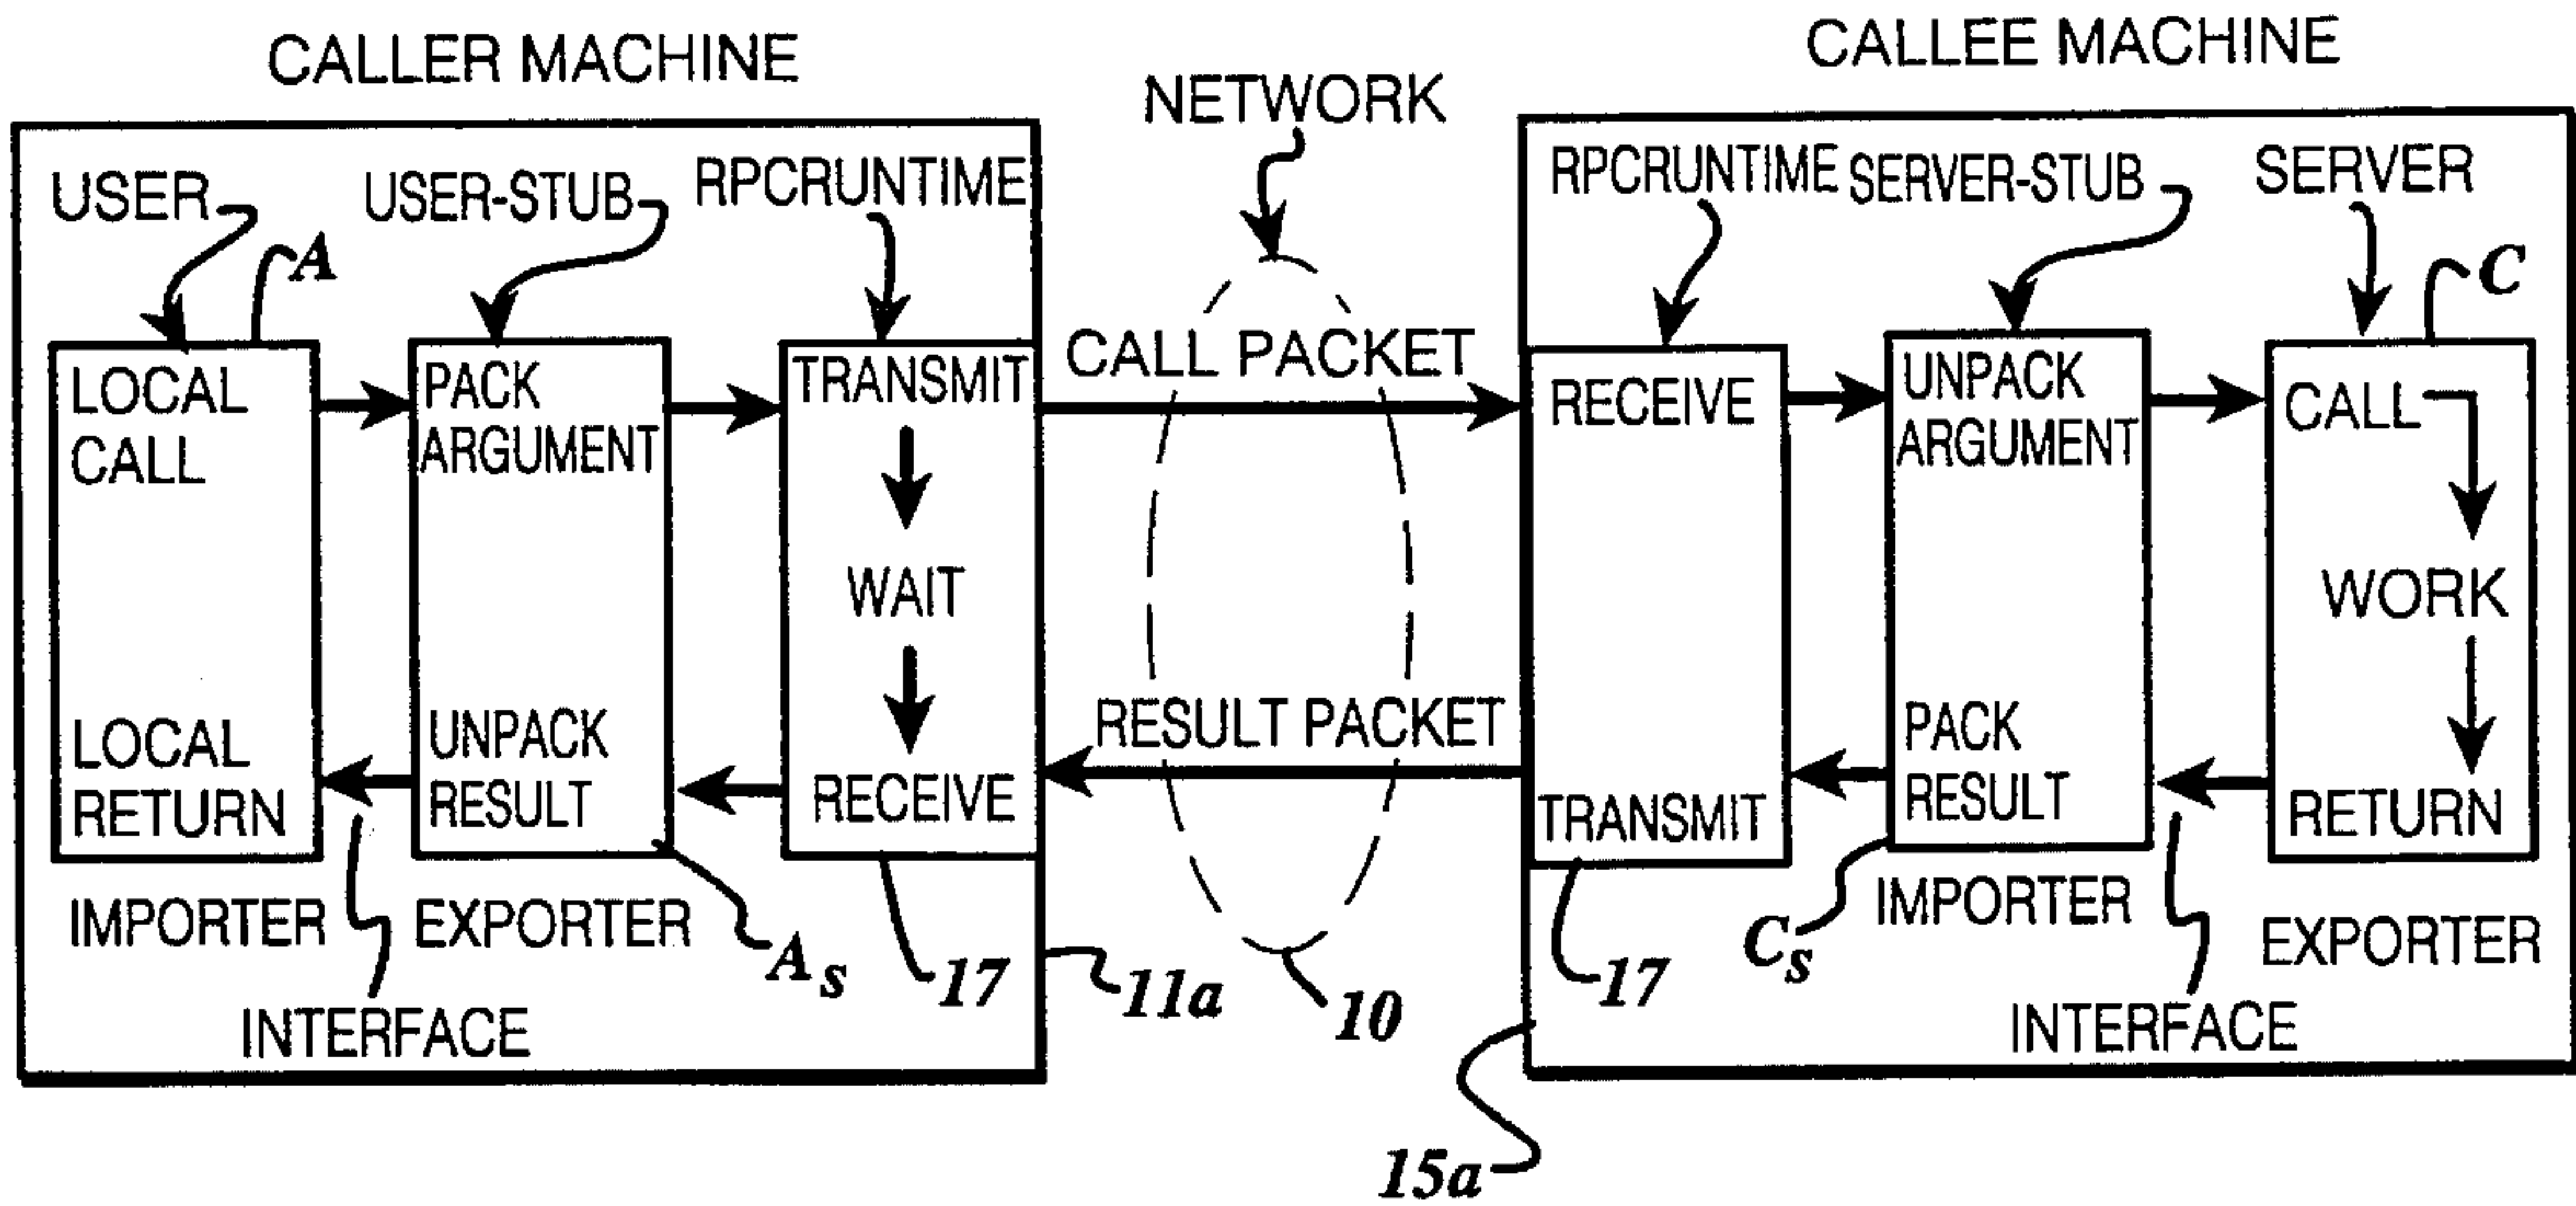 CALLER MACHINE
NETWORK
CALLEE MACHINE
USER
A
USER-STUB
RPCRUNTIME
RPCRUNTIME
SERVER-STUB
SERVER
C
LOCAL
CALL
PACK
ARGUMENT
TRANSMIT
WAIT
RECEIVE
CALL PACKET
RESULT PACKET
RECEIVE
TRANSMIT
UNPACK
ARGUMENT
CALL
WORK
RETURN
LOCAL
RETURN
UNPACK
RESULT
PACK
RESULT
IMPORTER
EXPORTER
INTERFACE
As
17
11a
10
17
Cs
IMPORTER
EXPORTER
INTERFACE
15a